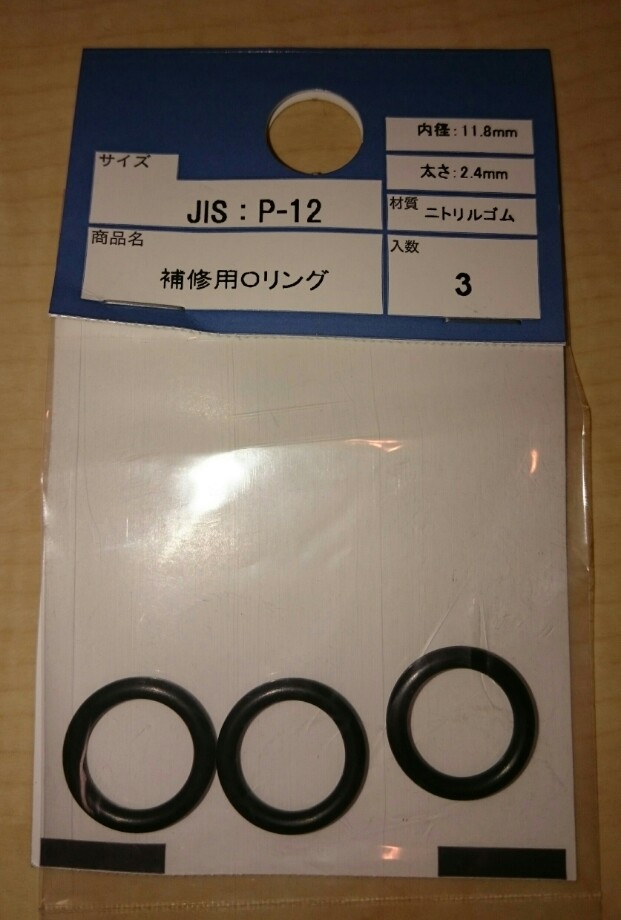 サイズ
JIS：P-12
商品名
補修用Oリング
内径：11.8mm
太さ：2.4mm
材質 ニトリルゴム
入数
3